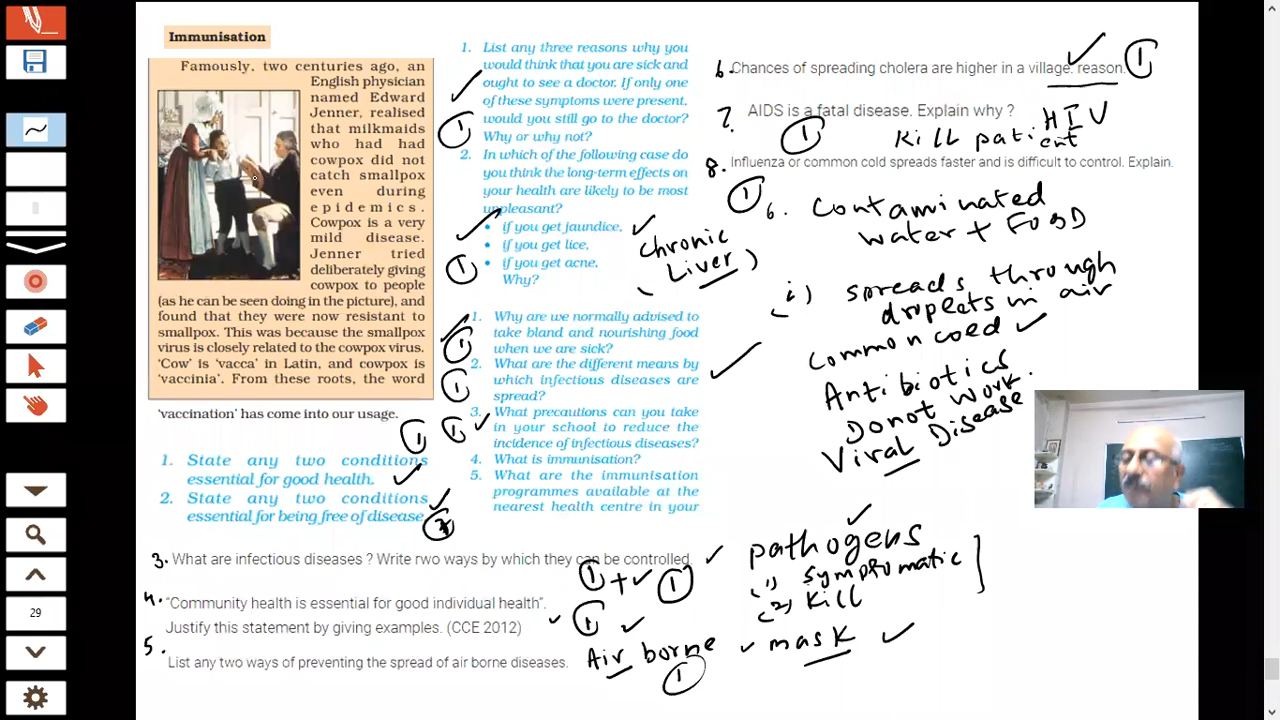 Immunisation
Famously, two centuries ago, an
English physician
named Edward
Jenner, realised
that milkmaids
who had had
cowpox did not
catch smallpox
even during
epidemics.
Cowpox is a very
mild disease.
Jenner tried
deliberately giving
cowpox to people
(as he can be seen doing in the picture), and
found that they were now resistant to
smallpox. This was because the smallpox
virus is closely related to the cowpox virus.
'Cow' is 'vacca' in Latin, and cowpox is
'vaccinia'. From these roots, the word
'vaccination' has come into our usage.
1. State any two conditions
essential for good health.
1
2. State any two conditions
essential for being free of disease
1. List any three reasons why you
would think that you are sick and
ought to see a doctor. If only one
of these symptoms were present,
would you still go to the doctor?
Why or why not?
1
2. In which of the following case do
you think the long-term effects on
your health are likely to be most
unpleasant?
• if you get jaundice,
• if you get lice,
• if you get acne.
Why?
1
chronic
(Liver)
1. Why are we normally advised to
take bland and nourishing food
when we are sick?
1
2. What are the different means by
which infectious diseases are
spread?
1
3. What precautions can you take
in your school to reduce the
incidence of infectious diseases?
1
4. What is immunisation?
5. What are the immunisation
programmes available at the
nearest health centre in your
3. What are infectious diseases ? Write two ways by which they can be controlled.
1 + 1
4. "Community health is essential for good individual health".
Justify this statement by giving examples. (CCE 2012)
1
5. List any two ways of preventing the spread of air borne diseases.
Air borne mask
1
pathogens
(1) symptomatic
(2) Kill
6. Chances of spreading cholera are higher in a village. reason. 1
7. AIDS is a fatal disease. Explain why ? HIV
1 Kill patient
8. Influenza or common cold spreads faster and is difficult to control. Explain.
1
6. Contaminated
water + FOOD
(i) spreads through
droplets in air
Common cold
Antibiotics
Donot Work
Viral Disease.
29